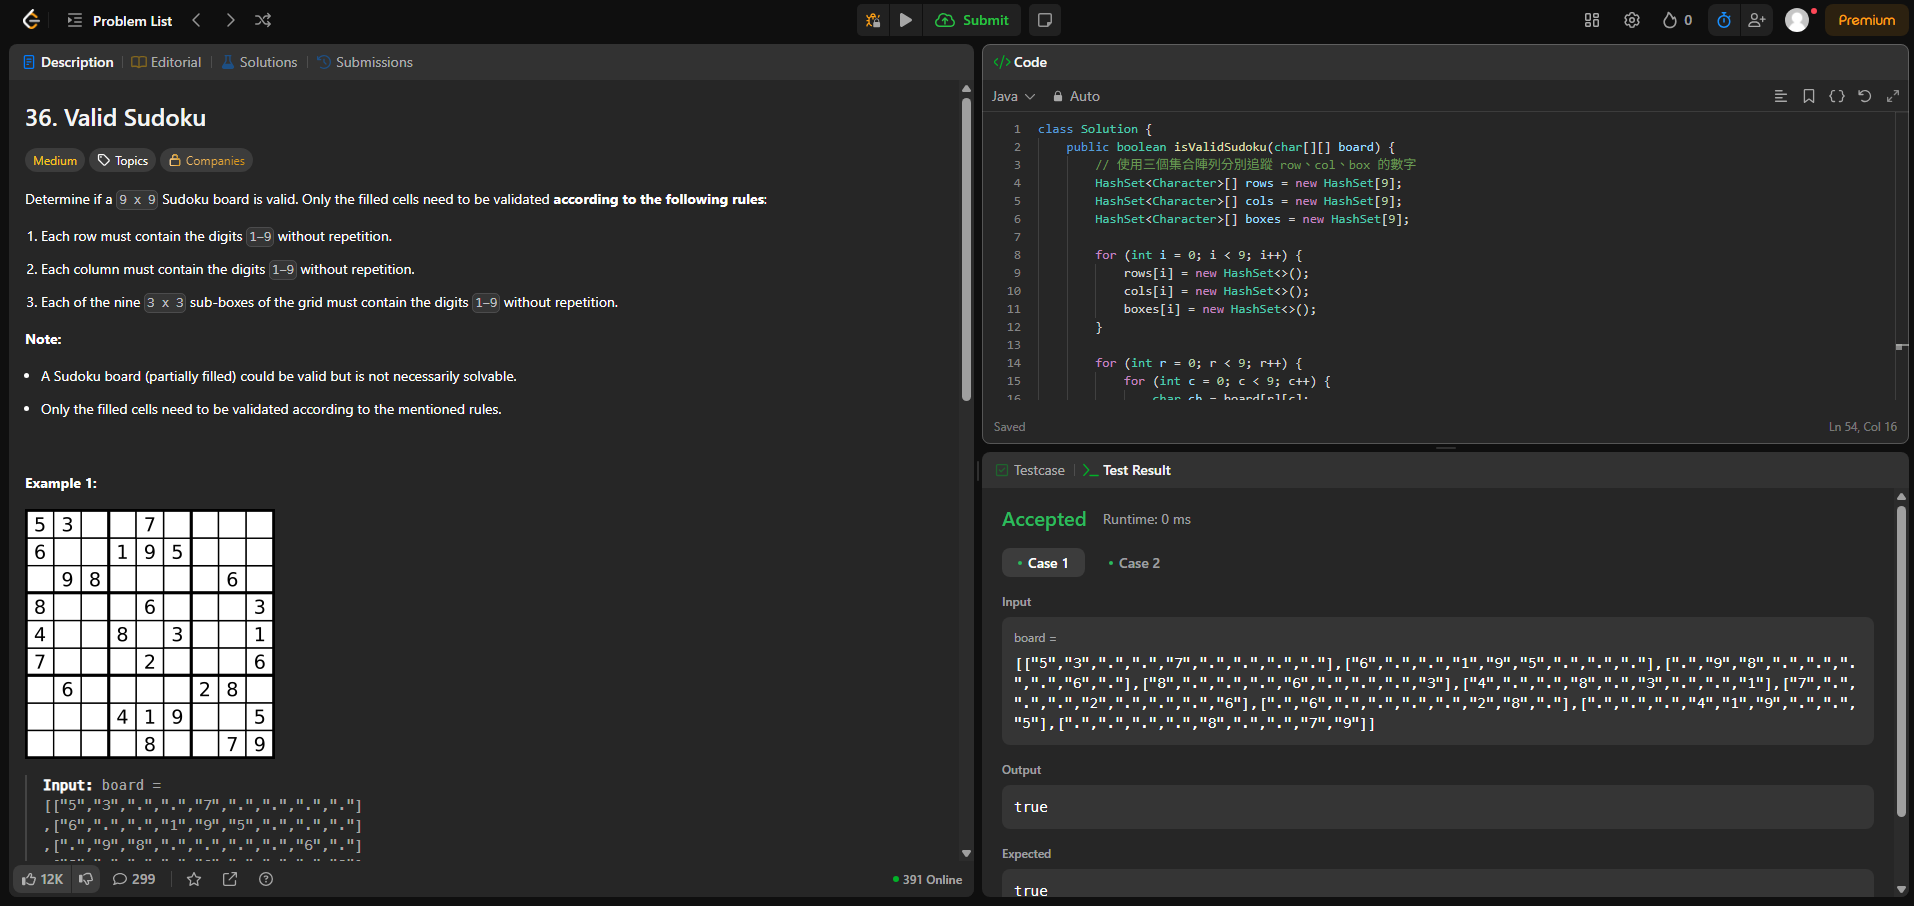 Problem List
Submit
0
Premium
Description
Editorial
Solutions
Submissions
36. Valid Sudoku
Medium
Topics
Companies
Determine if a 9 x 9 Sudoku board is valid. Only the filled cells need to be validated according to the following rules:
1. Each row must contain the digits 1-9 without repetition.
2. Each column must contain the digits 1-9 without repetition.
3. Each of the nine 3 x 3 sub-boxes of the grid must contain the digits 1-9 without repetition.
Note:
• A Sudoku board (partially filled) could be valid but is not necessarily solvable.
• Only the filled cells need to be validated according to the mentioned rules.
Example 1:
5 3 7
6 1 9 5
9 8 6
8 6 3
4 8 3 1
7 2 6
6 2 8
4 1 9 5
8 7 9
Input: board =
[["5","3",".",".","7",".",".",".","."]
,["6",".",".","1","9","5",".",".","."]
,[".","9","8",".",".",".",".","6","."]
12K
299
391 Online
Code
Java
Auto
1 class Solution {
2 public boolean isValidSudoku(char[][] board) {
3 // 使用三個集合陣列分別追蹤 row、col、box 的數字
4 HashSet<Character>[] rows = new HashSet[9];
5 HashSet<Character>[] cols = new HashSet[9];
6 HashSet<Character>[] boxes = new HashSet[9];
7
8 for (int i = 0; i < 9; i++) {
9 rows[i] = new HashSet<>();
10 cols[i] = new HashSet<>();
11 boxes[i] = new HashSet<>();
12 }
13
14 for (int r = 0; r < 9; r++) {
15 for (int c = 0; c < 9; c++) {
16 char ch = board[r][c];
Saved
Ln 54, Col 16
Testcase
Test Result
Accepted
Runtime: 0 ms
Case 1
Case 2
Input
board =
[["5","3",".",".","7",".",".",".","."],["6",".",".","1","9","5",".",".","."],[".","9","8",".",".",".
",".","6","."],["8",".",".",".","6",".",".",".","3"],["4",".",".","8",".","3",".",".","1"],["7",".",
".",".","2",".",".",".","6"],[".","6",".",".",".",".","2","8","."],[".",".",".","4","1","9",".",".",
"5"],[".",".",".",".","8",".",".","7","9"]]
Output
true
Expected
true